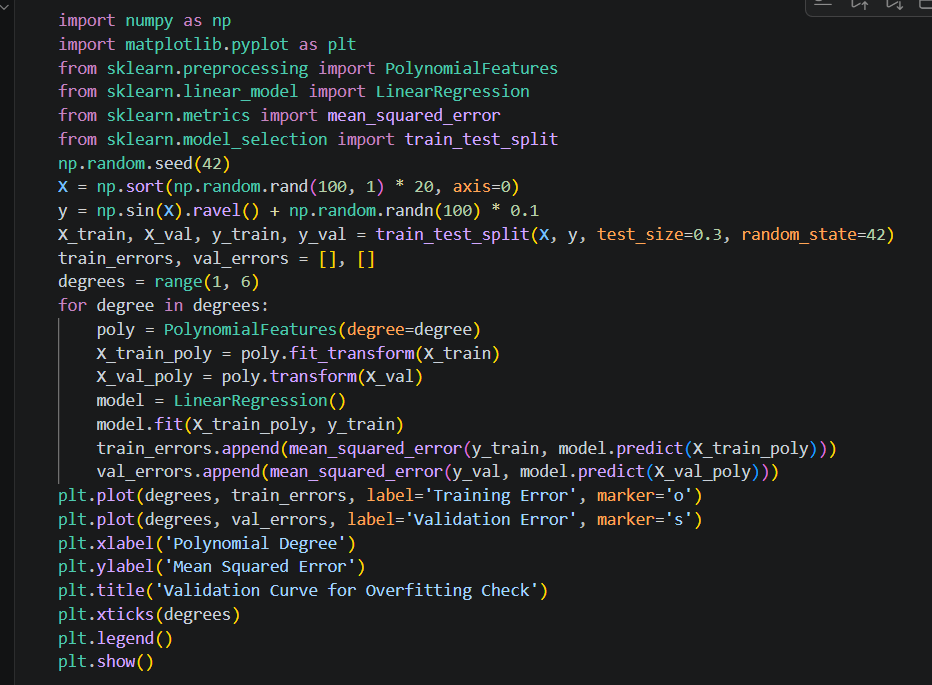 import numpy as np
import matplotlib.pyplot as plt
from sklearn.preprocessing import PolynomialFeatures
from sklearn.linear_model import LinearRegression
from sklearn.metrics import mean_squared_error
from sklearn.model_selection import train_test_split
np.random.seed(42)
X = np.sort(np.random.rand(100, 1) * 20, axis=0)
y = np.sin(X).ravel() + np.random.randn(100) * 0.1
X_train, X_val, y_train, y_val = train_test_split(X, y, test_size=0.3, random_state=42)
train_errors, val_errors = [], []
degrees = range(1, 6)
for degree in degrees:
    poly = PolynomialFeatures(degree=degree)
    X_train_poly = poly.fit_transform(X_train)
    X_val_poly = poly.transform(X_val)
    model = LinearRegression()
    model.fit(X_train_poly, y_train)
    train_errors.append(mean_squared_error(y_train, model.predict(X_train_poly)))
    val_errors.append(mean_squared_error(y_val, model.predict(X_val_poly)))
plt.plot(degrees, train_errors, label='Training Error', marker='o')
plt.plot(degrees, val_errors, label='Validation Error', marker='s')
plt.xlabel('Polynomial Degree')
plt.ylabel('Mean Squared Error')
plt.title('Validation Curve for Overfitting Check')
plt.xticks(degrees)
plt.legend()
plt.show()